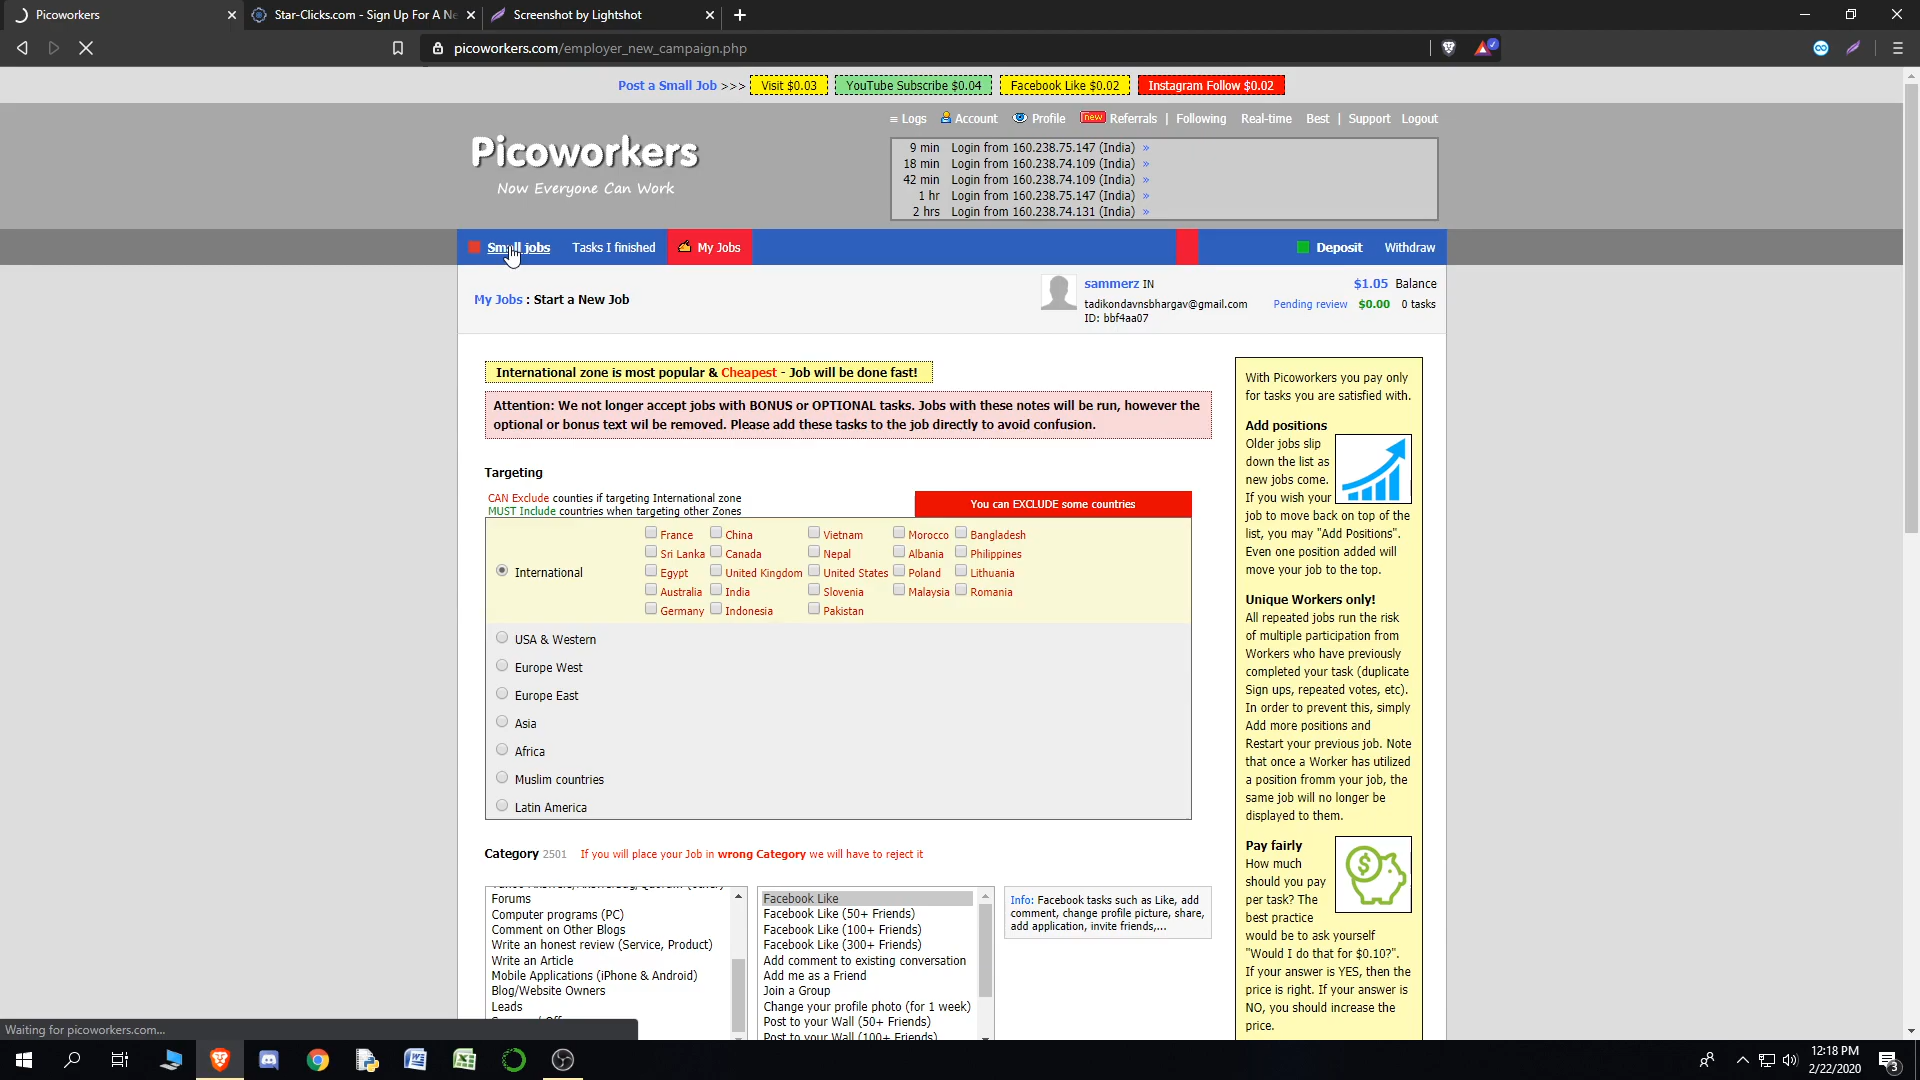 Picoworkers
Star-Clicks.com - Sign Up For A Ne
Screenshot by Lightshot
picoworkers.com/employer_new_campaign.php
Post a Small Job >>> Visit $0.03 YouTube Subscribe $0.04 Facebook Like $0.02 Instagram Follow $0.02
≡ Logs Account Profile new Referrals | Following Real-time Best | Support Logout
Picoworkers
Now Everyone Can Work
9 min Login from 160.238.75.147 (India) »
18 min Login from 160.238.74.109 (India) »
42 min Login from 160.238.74.109 (India) »
1 hr Login from 160.238.75.147 (India) »
2 hrs Login from 160.238.74.131 (India) »
Small jobs Tasks I finished My Jobs Deposit Withdraw
My Jobs : Start a New Job
sammerz IN
tadikondavnsbhargav@gmail.com
ID: bbf4aa07
$1.05 Balance
Pending review $0.00 0 tasks
International zone is most popular & Cheapest - Job will be done fast!
Attention: We not longer accept jobs with BONUS or OPTIONAL tasks. Jobs with these notes will be run, however the
optional or bonus text wil be removed. Please add these tasks to the job directly to avoid confusion.
Targeting
CAN Exclude counties if targeting International zone
MUST Include countries when targeting other Zones
You can EXCLUDE some countries
International
France China Vietnam Morocco Bangladesh
Sri Lanka Canada Nepal Albania Philippines
Egypt United Kingdom United States Poland Lithuania
Australia India Slovenia Malaysia Romania
Germany Indonesia Pakistan
USA & Western
Europe West
Europe East
Asia
Africa
Muslim countries
Latin America
Category 2501 If you will place your Job in wrong Category we will have to reject it
Forums
Computer programs (PC)
Comment on Other Blogs
Write an honest review (Service, Product)
Write an Article
Mobile Applications (iPhone & Android)
Blog/Website Owners
Leads
Facebook Like
Facebook Like (50+ Friends)
Facebook Like (100+ Friends)
Facebook Like (300+ Friends)
Add comment to existing conversation
Add me as a Friend
Join a Group
Change your profile photo (for 1 week)
Post to your Wall (50+ Friends)
Post to your Wall (100+ Friends)
Info: Facebook tasks such as Like, add
comment, change profile picture, share,
add application, invite friends,...
With Picoworkers you pay only
for tasks you are satisfied with.
Add positions
Older jobs slip
down the list as
new jobs come.
If you wish your
job to move back on top of the
list, you may "Add Positions".
Even one position added will
move your job to the top.
Unique Workers only!
All repeated jobs run the risk
of multiple participation from
Workers who have previously
completed your task (duplicate
Sign ups, repeated votes, etc).
In order to prevent this, simply
Add more positions and
Restart your previous job. Note
that once a Worker has utilized
a position fromm your job, the
same job will no longer be
displayed to them.
Pay fairly
How much
should you pay
per task? The
best practice
would be to ask yourself
"Would I do that for $0.10?".
If your answer is YES, then the
price is right. If your answer is
NO, you should increase the
price.
Waiting for picoworkers.com...
12:18 PM
2/22/2020
3